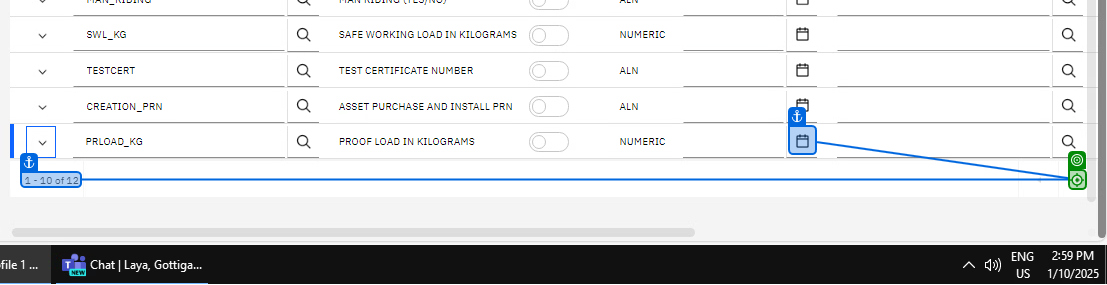 MAN_RIDING MAN RIDING (YES/NO) ALN
SWL_KG SAFE WORKING LOAD IN KILOGRAMS NUMERIC
TESTCERT TEST CERTIFICATE NUMBER ALN
CREATION_PRN ASSET PURCHASE AND INSTALL PRN ALN
PRLOAD_KG PROOF LOAD IN KILOGRAMS NUMERIC
1 - 10 of 12
file 1 ... Chat | Laya, Gottiga... ENG 2:59 PM
NEW US 1/10/2025